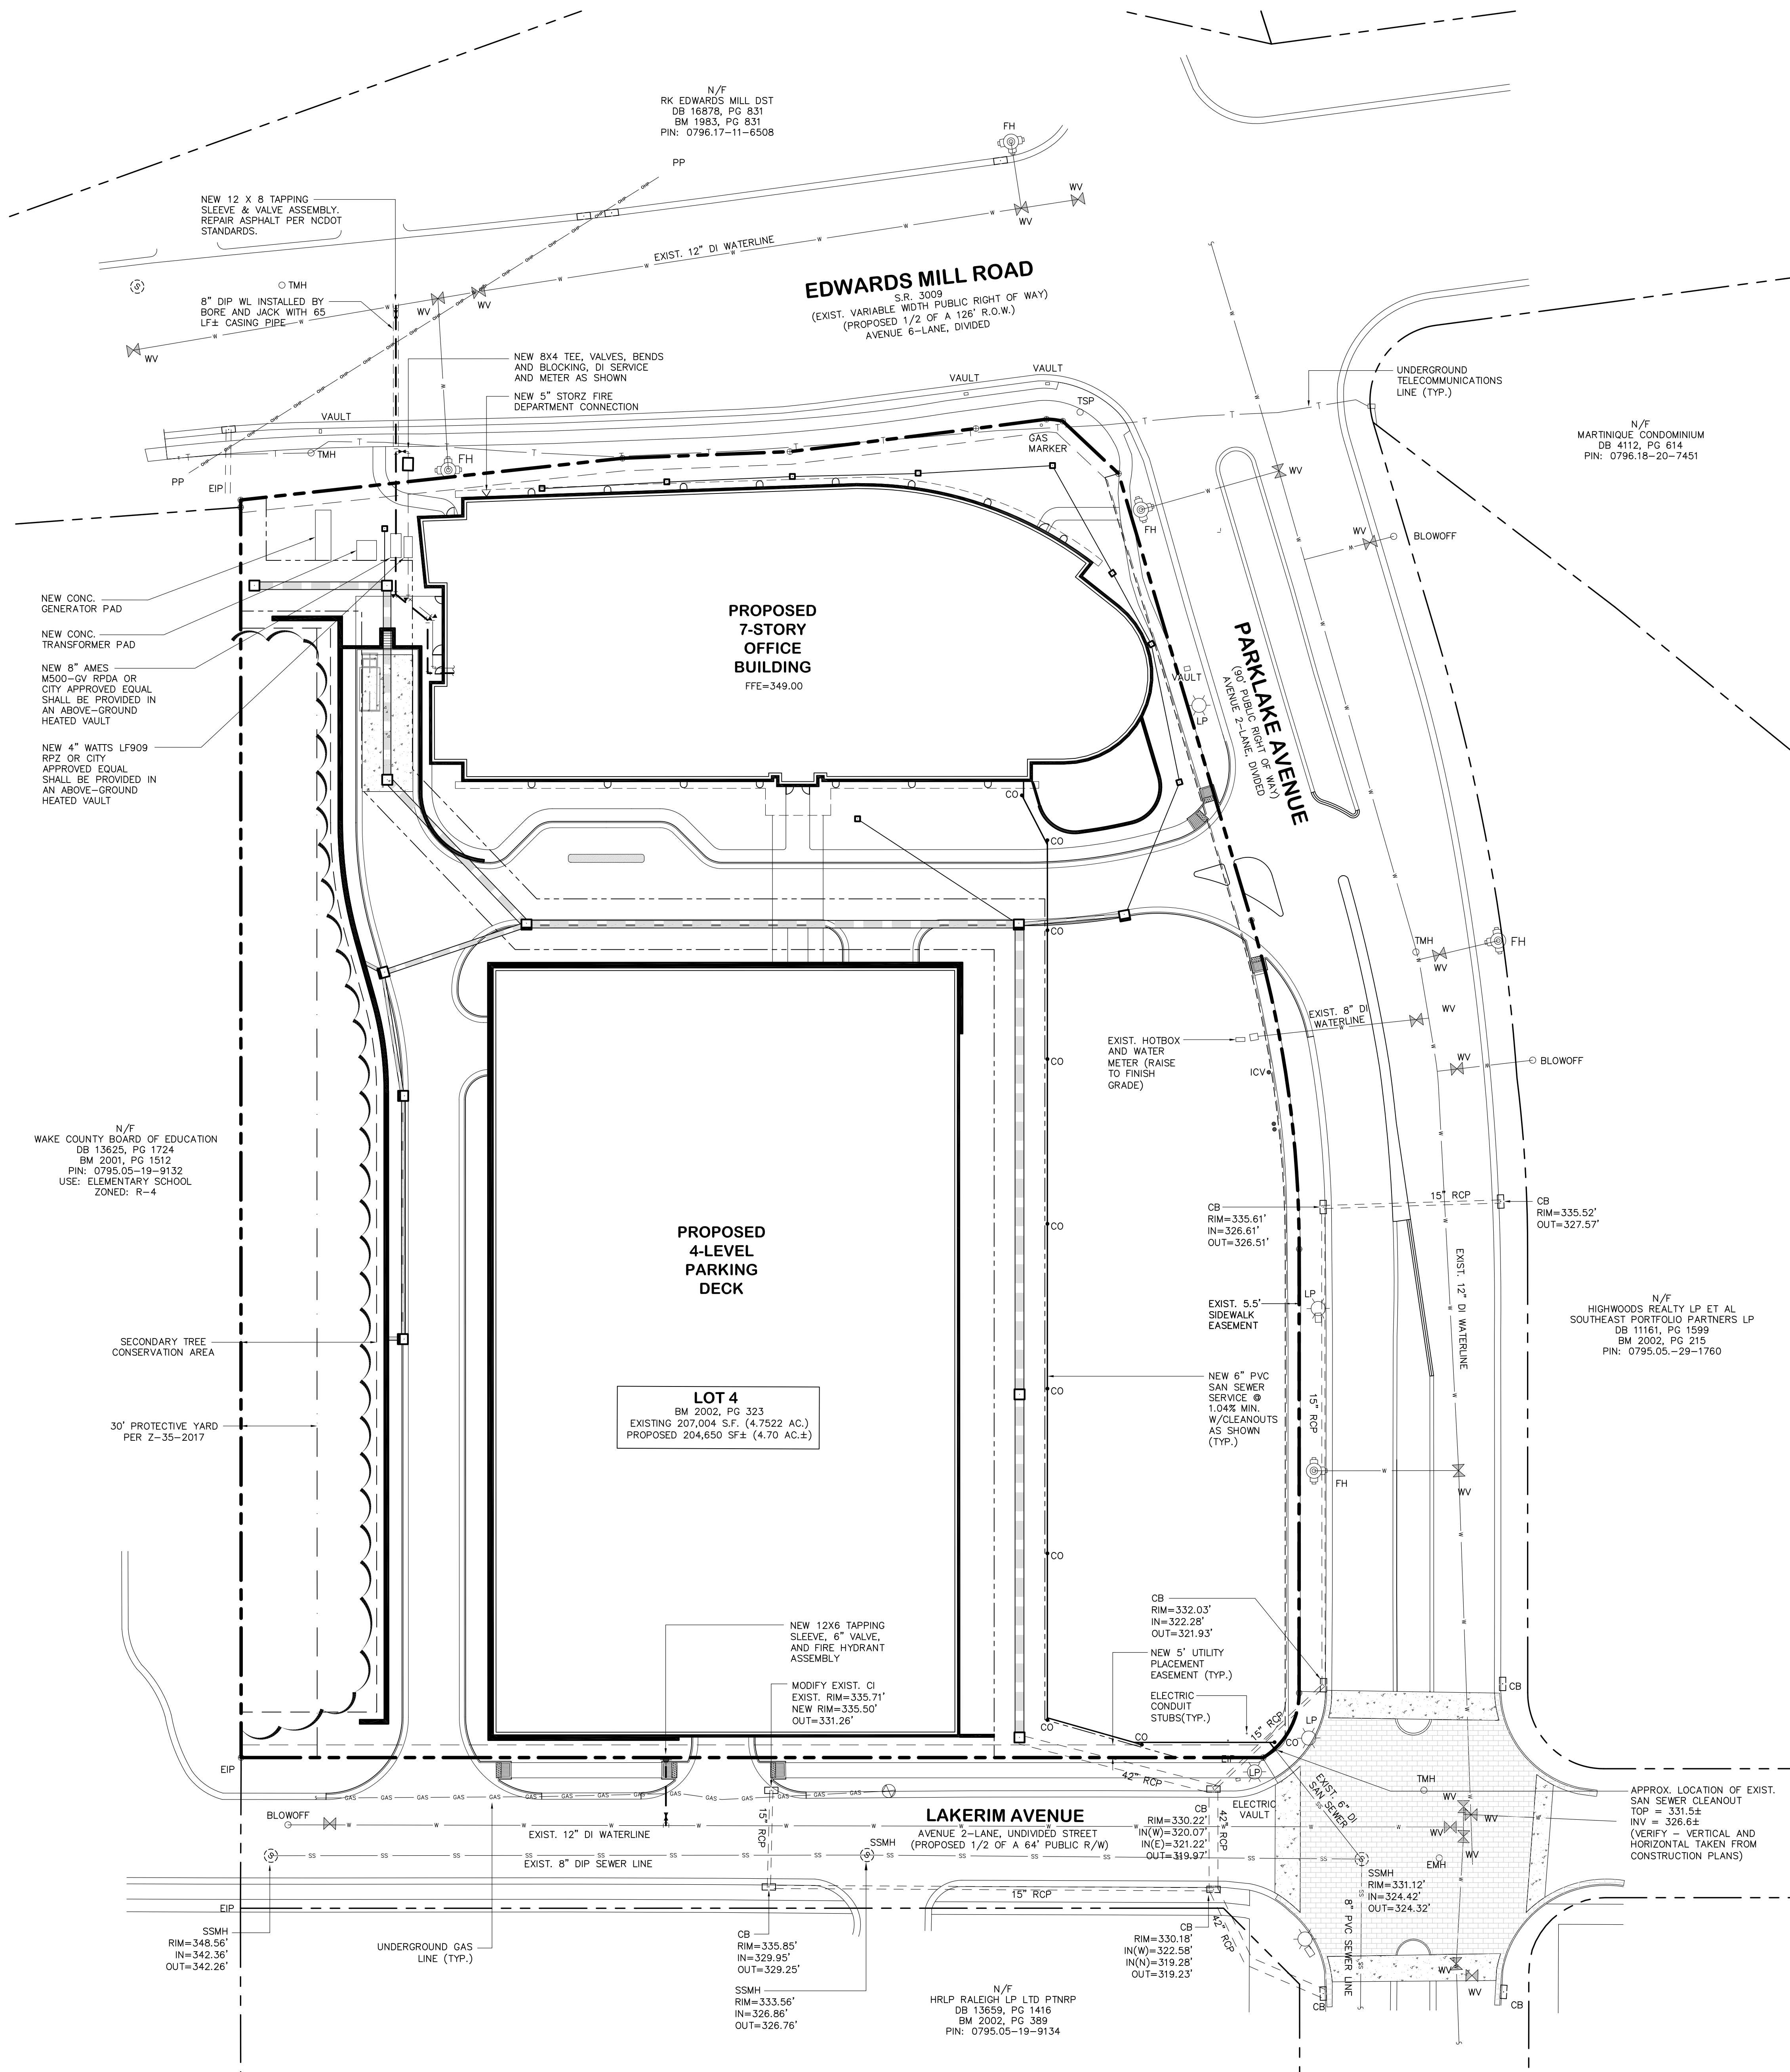 N/F
RK EDWARDS MILL DST
DB 16878, PG 831
BM 1983, PG 831
PIN: 0796.17-11-6508
FH
PP
WV
WV
NEW 12 X 8 TAPPING
SLEEVE & VALVE ASSEMBLY.
REPAIR ASPHALT PER NCDOT
STANDARDS.
EXIST. 12" DI WATERLINE
EDWARDS MILL ROAD
S.R. 3009
(EXIST. VARIABLE WIDTH PUBLIC RIGHT OF WAY)
(PROPOSED 1/2 OF A 126' R.O.W.)
AVENUE 6-LANE, DIVIDED
S
TMH
8" DIP WL INSTALLED BY
BORE AND JACK WITH 65
LF± CASING PIPE
WV
WV
WV
NEW 8X4 TEE, VALVES, BENDS
AND BLOCKING, DI SERVICE
AND METER AS SHOWN
NEW 5" STORZ FIRE
DEPARTMENT CONNECTION
VAULT
VAULT
VAULT
TSP
UNDERGROUND
TELECOMMUNICATIONS
LINE (TYP.)
N/F
MARTINIQUE CONDOMINIUM
DB 4112, PG 614
PIN: 0796.18-20-7451
GAS
MARKER
TMH
FH
PP
EIP
WV
FH
WV
BLOWOFF
NEW CONC.
GENERATOR PAD
NEW CONC.
TRANSFORMER PAD
NEW 8" AMES
M500-GV RPDA OR
CITY APPROVED EQUAL
SHALL BE PROVIDED IN
AN ABOVE-GROUND
HEATED VAULT
NEW 4" WATTS LF909
RPZ OR CITY
APPROVED EQUAL
SHALL BE PROVIDED IN
AN ABOVE-GROUND
HEATED VAULT
PROPOSED
7-STORY
OFFICE
BUILDING
FFE=349.00
VAULT
LP
PARKLAKE AVENUE
(90' PUBLIC RIGHT OF WAY)
AVENUE 2-LANE, DIVIDED
CO
CO
CO
TMH
WV
FH
EXIST. 8" DI
WATERLINE
WV
EXIST. HOTBOX
AND WATER
METER (RAISE
TO FINISH
GRADE)
CO
ICV
WV
BLOWOFF
N/F
WAKE COUNTY BOARD OF EDUCATION
DB 13625, PG 1724
BM 2001, PG 1512
PIN: 0795.05-19-9132
USE: ELEMENTARY SCHOOL
ZONED: R-4
PROPOSED
4-LEVEL
PARKING
DECK
CO
CB
RIM=335.61'
IN=326.61'
OUT=326.51'
15" RCP
CB
RIM=335.52'
OUT=327.57'
EXIST. 12" DI WATERLINE
EXIST. 5.5'
SIDEWALK
EASEMENT
LP
N/F
HIGHWOODS REALTY LP ET AL
SOUTHEAST PORTFOLIO PARTNERS LP
DB 11161, PG 1599
BM 2002, PG 215
PIN: 0795.05.-29-1760
SECONDARY TREE
CONSERVATION AREA
LOT 4
BM 2002, PG 323
EXISTING 207,004 S.F. (4.7522 AC.)
PROPOSED 204,650 SF± (4.70 AC.±)
30' PROTECTIVE YARD
PER Z-35-2017
CO
NEW 6" PVC
SAN SEWER
SERVICE @
1.04% MIN.
W/CLEANOUTS
AS SHOWN
(TYP.)
15" RCP
FH
WV
CO
NEW 12X6 TAPPING
SLEEVE, 6" VALVE,
AND FIRE HYDRANT
ASSEMBLY
MODIFY EXIST. CI
EXIST. RIM=335.71'
NEW RIM=335.50'
OUT=331.26'
CB
RIM=332.03'
IN=322.28'
OUT=321.93'
NEW 5' UTILITY
PLACEMENT
EASEMENT (TYP.)
ELECTRIC
CONDUIT
STUBS(TYP.)
CB
CO
CO
15" RCP
LP
CO
EIP
EIP
LP
42" RCP
GAS GAS GAS GAS GAS GAS GAS GAS GAS
BLOWOFF
EXIST. 12" DI WATERLINE
15" RCP
LAKERIM AVENUE
AVENUE 2-LANE, UNDIVIDED STREET
(PROPOSED 1/2 OF A 64' PUBLIC R/W)
CB
RIM=330.22'
IN(W)=320.07'
IN(E)=321.22'
OUT=319.97'
42" RCP
ELECTRIC
VAULT
EXIST. 6" DI
SAN SEWER
TMH
WV
WV
WV
WV
EMH
APPROX. LOCATION OF EXIST.
SAN SEWER CLEANOUT
TOP = 331.5±
INV = 326.6±
(VERIFY - VERTICAL AND
HORIZONTAL TAKEN FROM
CONSTRUCTION PLANS)
S
EXIST. 8" DIP SEWER LINE
SSMH
S
S
SSMH
RIM=331.12'
IN=324.42'
OUT=324.32'
15" RCP
EIP
SSMH
RIM=348.56'
IN=342.36'
OUT=342.26'
UNDERGROUND GAS
LINE (TYP.)
CB
RIM=335.85'
IN=329.95'
OUT=329.25'
SSMH
RIM=333.56'
IN=326.86'
OUT=326.76'
CB
RIM=330.18'
IN(W)=322.58'
IN(N)=319.28'
OUT=319.23'
42" RCP
8" PVC SEWER LINE
WV
WV
CB
CB
N/F
HRLP RALEIGH LP LTD PTNRP
DB 13659, PG 1416
BM 2002, PG 389
PIN: 0795.05-19-9134